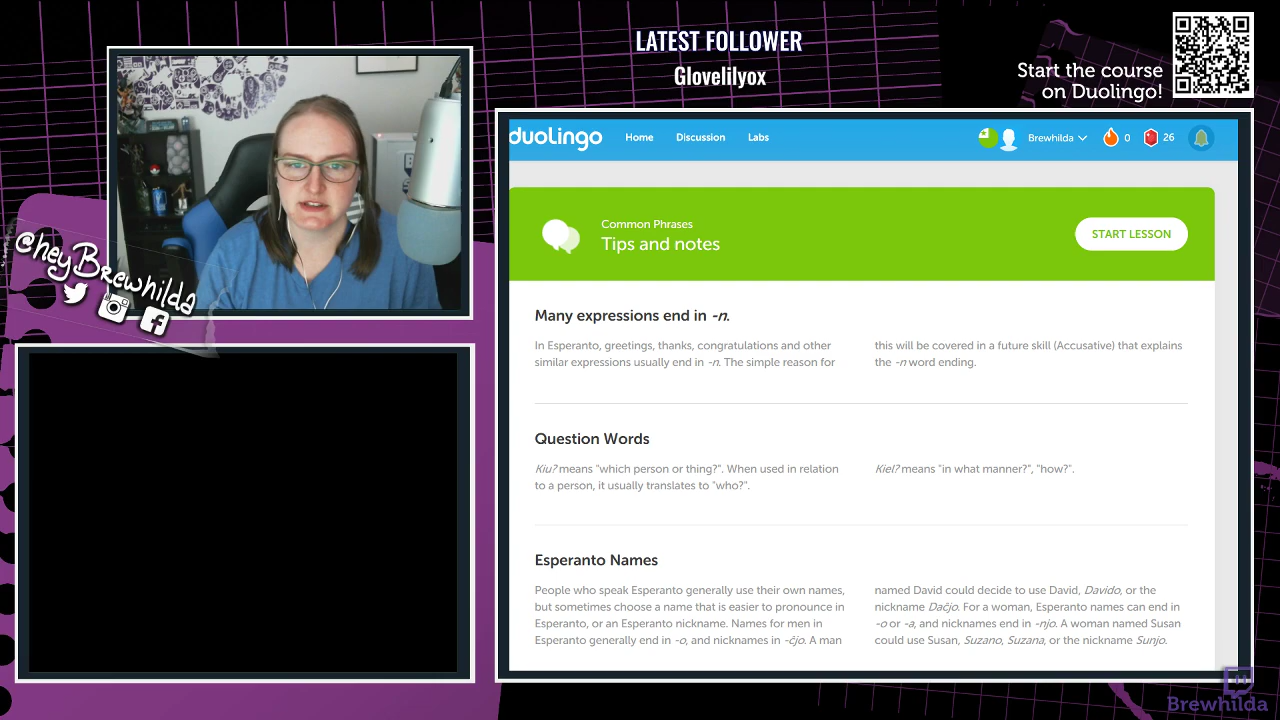 LATEST FOLLOWER
Glovelilyox
Start the course
on Duolingo!
duolingo
Home
Discussion
Labs
Brewhilda
0
26
Common Phrases
Tips and notes
START LESSON
Many expressions end in -n.
In Esperanto, greetings, thanks, congratulations and other
similar expressions usually end in -n. The simple reason for
this will be covered in a future skill (Accusative) that explains
the -n word ending.
Question Words
Kiu? means "which person or thing?". When used in relation
to a person, it usually translates to "who?".
Kiel? means "in what manner?", "how?".
Esperanto Names
People who speak Esperanto generally use their own names,
but sometimes choose a name that is easier to pronounce in
Esperanto, or an Esperanto nickname. Names for men in
Esperanto generally end in -o, and nicknames in -ĉjo. A man
named David could decide to use David, Davido, or the
nickname Daĉjo. For a woman, Esperanto names can end in
-o or -a, and nicknames end in -njo. A woman named Susan
could use Susan, Suzano, Suzana, or the nickname Sunjo.
@heyBrewhilda
Brewhilda